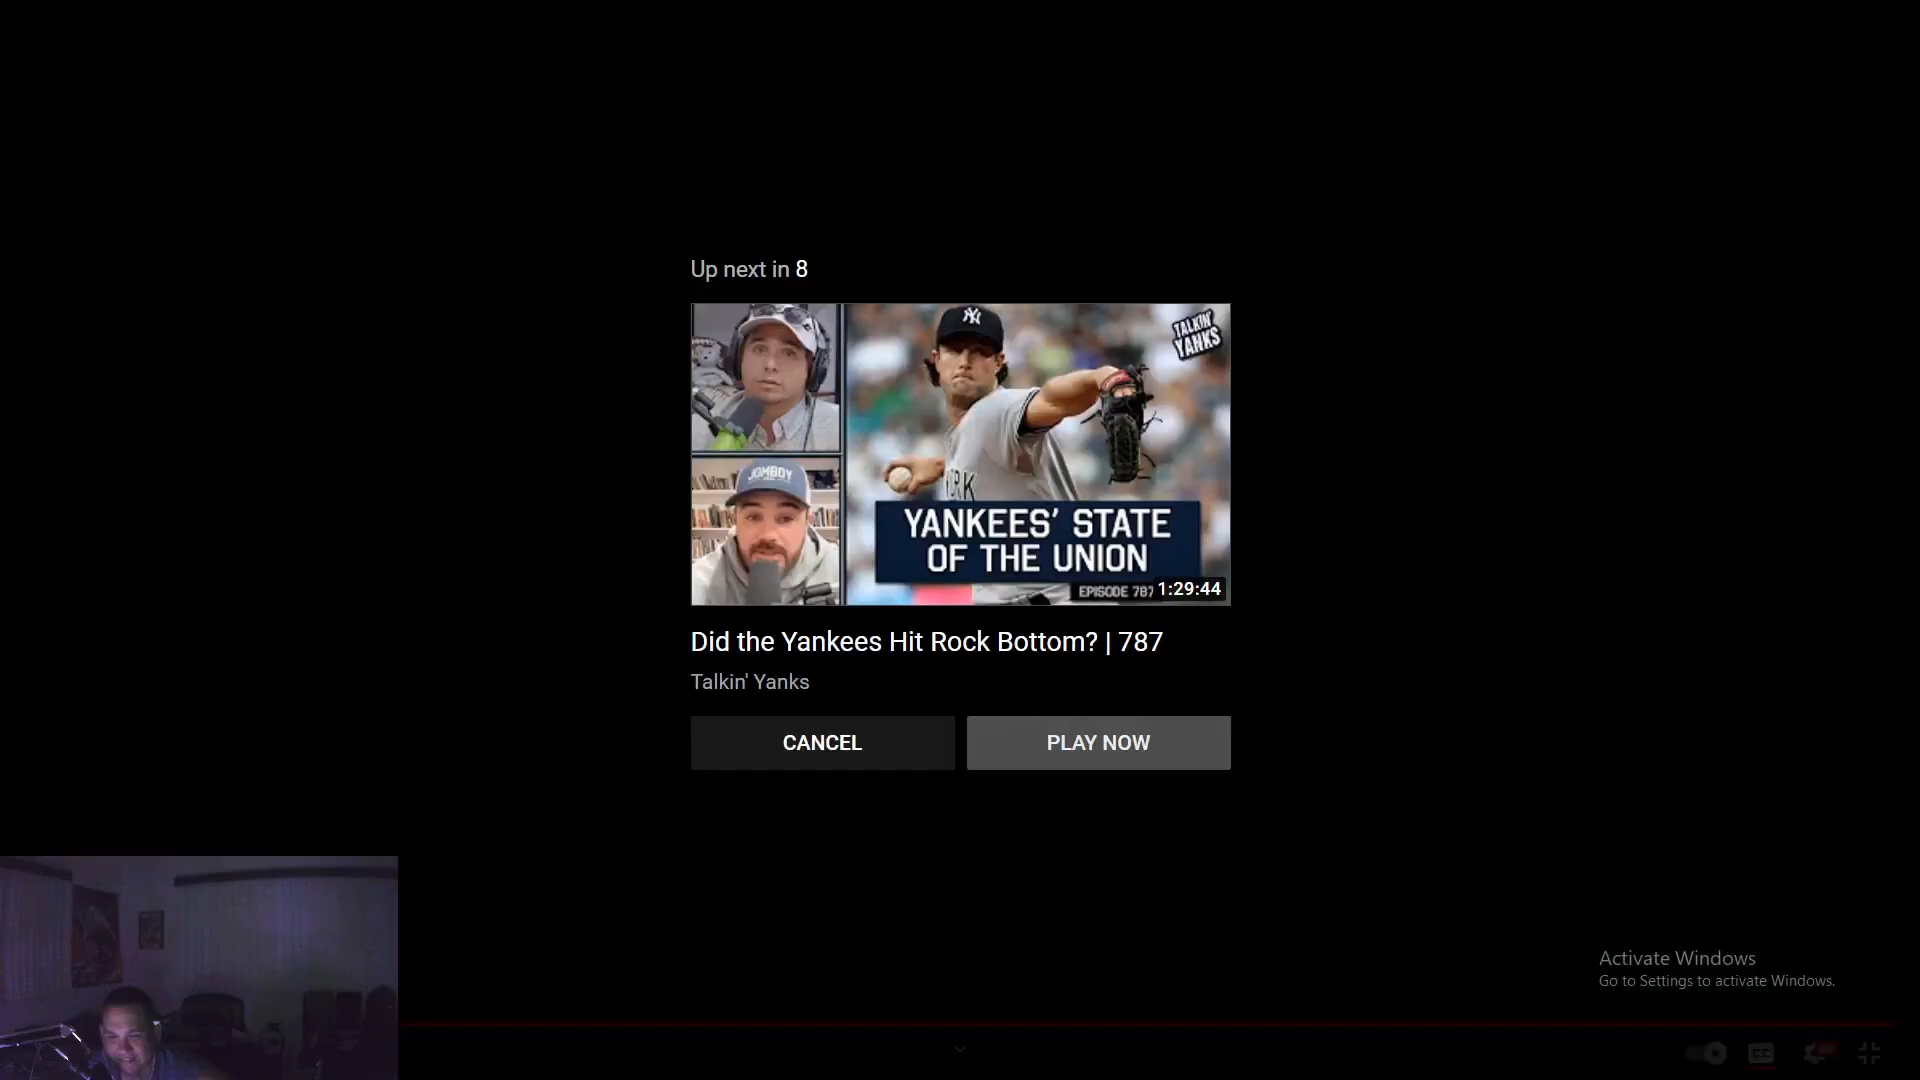 Up next in 8
TALKIN'
YANKS
JOMBOY
YANKEES' STATE
OF THE UNION
EPISODE 787
1:29:44
Did the Yankees Hit Rock Bottom? | 787
Talkin' Yanks
CANCEL
PLAY NOW
Activate Windows
Go to Settings to activate Windows.